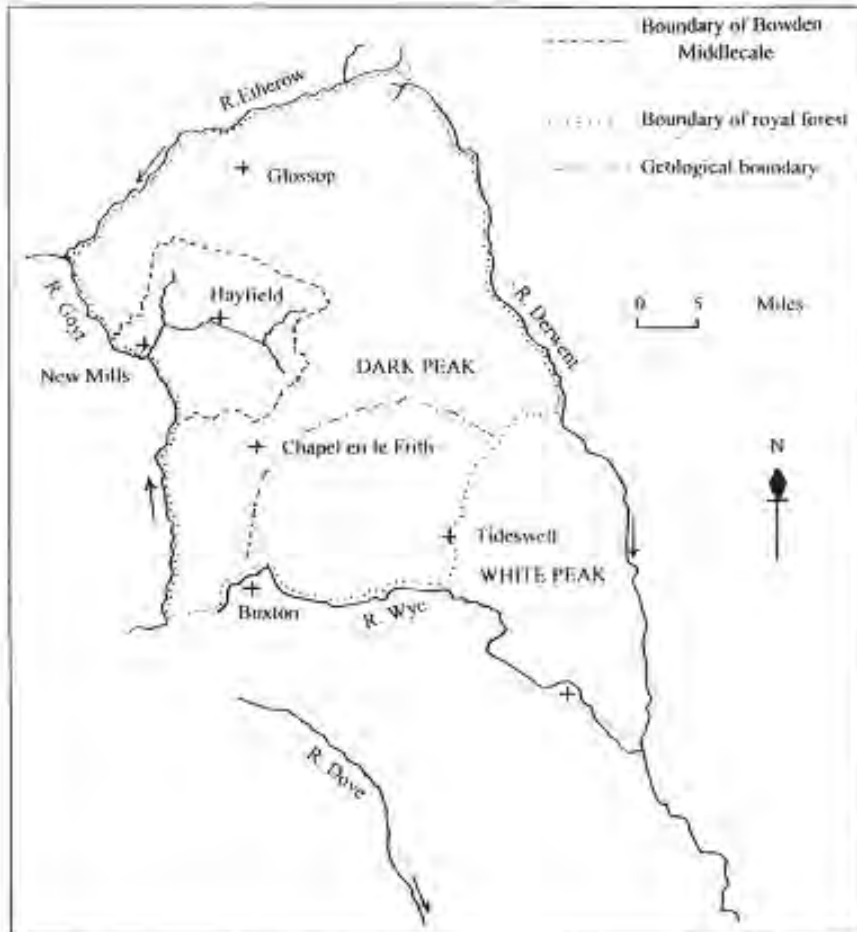 Boundary of Bowden
Middlecale
Boundary of royal forest
Geological boundary
R.Etherow
Glossop
R. Goyt
Hayfield
New Mills
R. Derwent
0 5 Miles
DARK PEAK
Chapel en le Frith
N
Tideswell
WHITE PEAK
Buxton
R. Wye
R. Dove